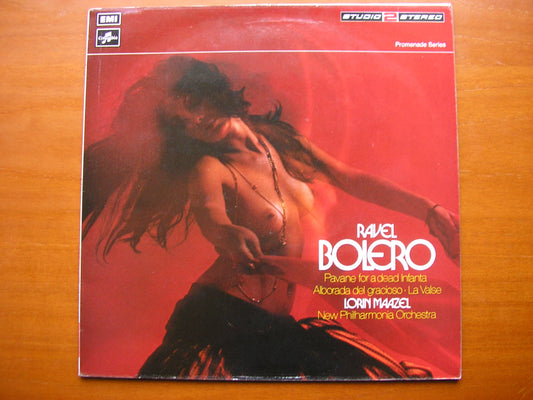 EMI
Columbia
STUDIO 2 STEREO
Promenade Series
RAVEL
BOLERO
Pavane for a dead Infanta
Alborada del gracioso · La Valse
LORIN MAAZEL
New Philharmonia Orchestra